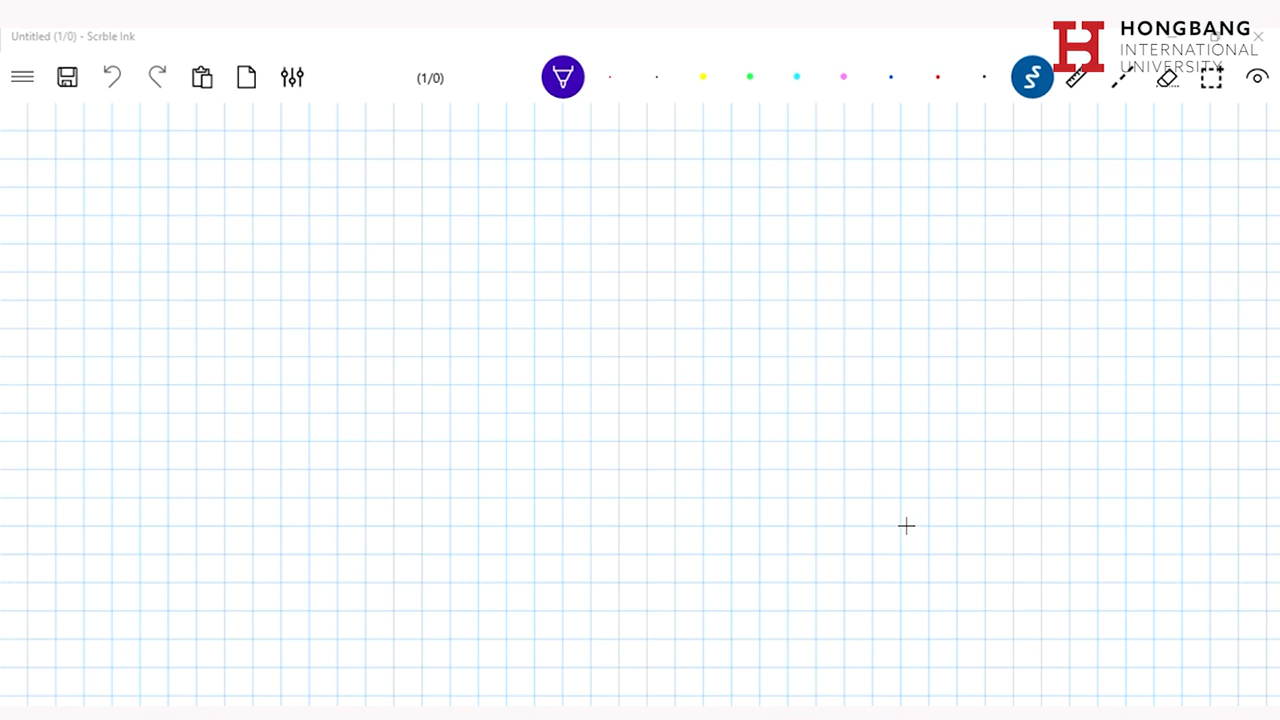 Untitled (1/0) - Scrble Ink
HONGBANG
INTERNATIONAL
UNIVERSITY
(1/0)